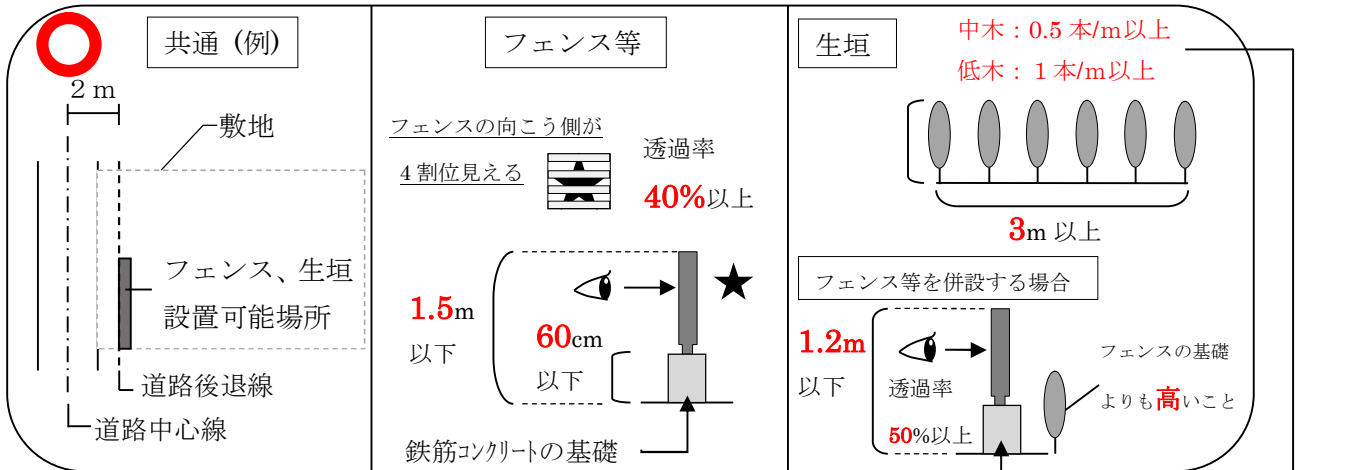 共通 (例)
2 m
敷地
フェンス、生垣
設置可能場所
道路後退線
道路中心線
フェンス等
フェンスの向こう側が
4割位見える
透過率
40%以上
1.5m
以下
60cm
以下
鉄筋コンクリートの基礎
生垣
中木：0.5 本/m以上
低木：１本/m以上
3m 以上
フェンス等を併設する場合
1.2m
以下
透過率
50%以上
フェンスの基礎
よりも高いこと